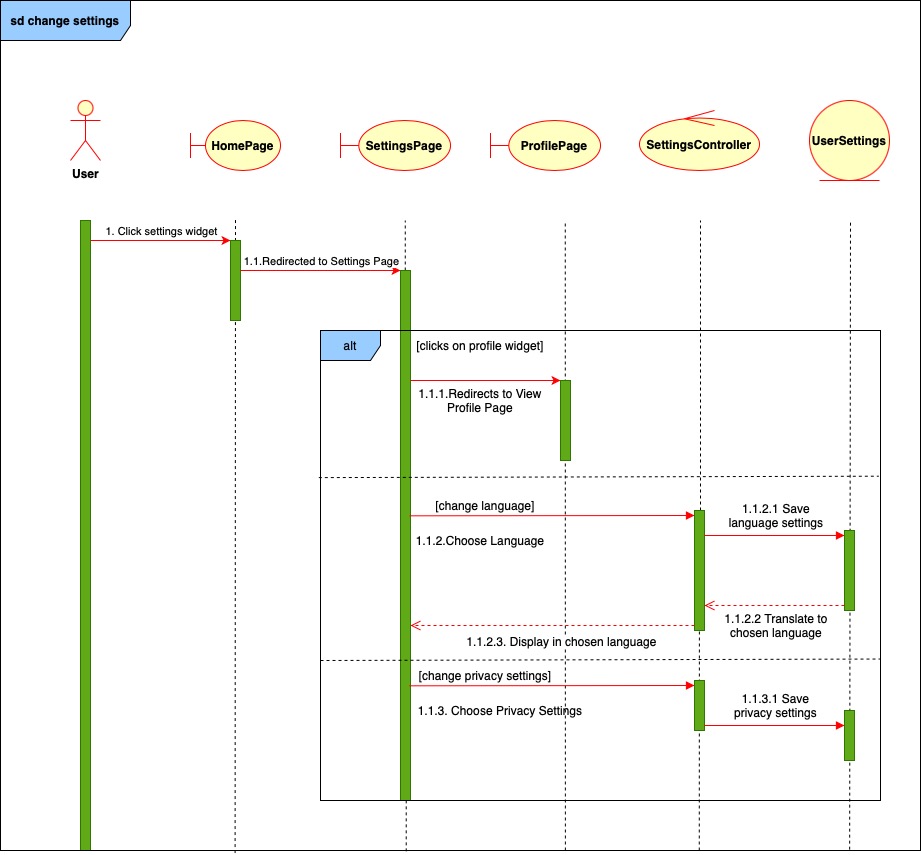 sd change settings
User
HomePage
SettingsPage
ProfilePage
SettingsController
UserSettings
1. Click settings widget
1.1.Redirected to Settings Page
alt
[clicks on profile widget]
1.1.1.Redirects to View
Profile Page
[change language]
1.1.2.Choose Language
1.1.2.1 Save
language settings
1.1.2.2 Translate to
chosen language
1.1.2.3. Display in chosen language
[change privacy settings]
1.1.3. Choose Privacy Settings
1.1.3.1 Save
privacy settings